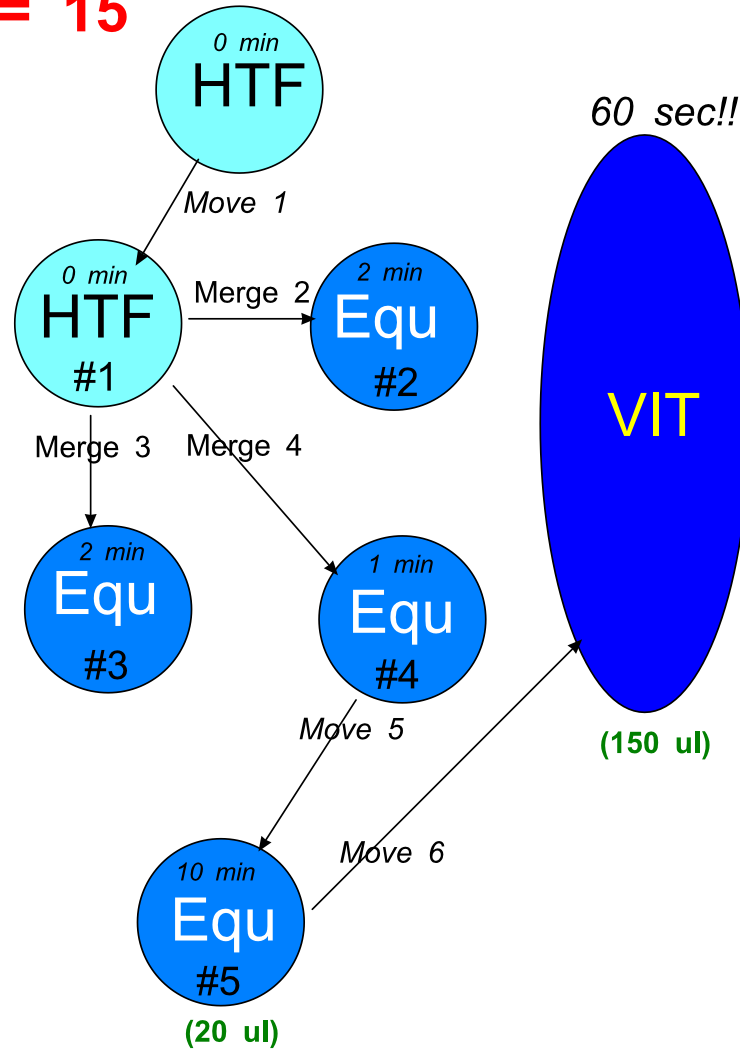 = 15
0 min
HTF
60 sec!!
Move 1
0 min
HTF
#1
Merge 2
2 min
Equ
#2
VIT
Merge 3
Merge 4
2 min
Equ
#3
1 min
Equ
#4
Move 5
(150 ul)
Move 6
10 min
Equ
#5
(20 ul)